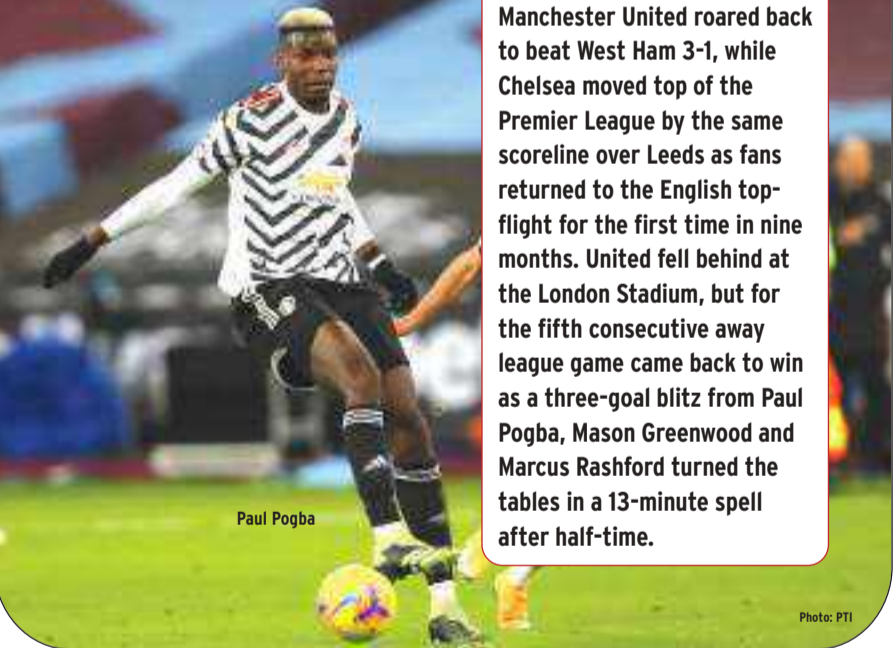 Manchester United roared back
to beat West Ham 3-1, while
Chelsea moved top of the
Premier League by the same
scoreline over Leeds as fans
returned to the English top-
flight for the first time in nine
months. United fell behind at
the London Stadium, but for
the fifth consecutive away
league game came back to win
as a three-goal blitz from Paul
Pogba, Mason Greenwood and
Marcus Rashford turned the
tables in a 13-minute spell
after half-time.
Paul Pogba
Photo: PTI